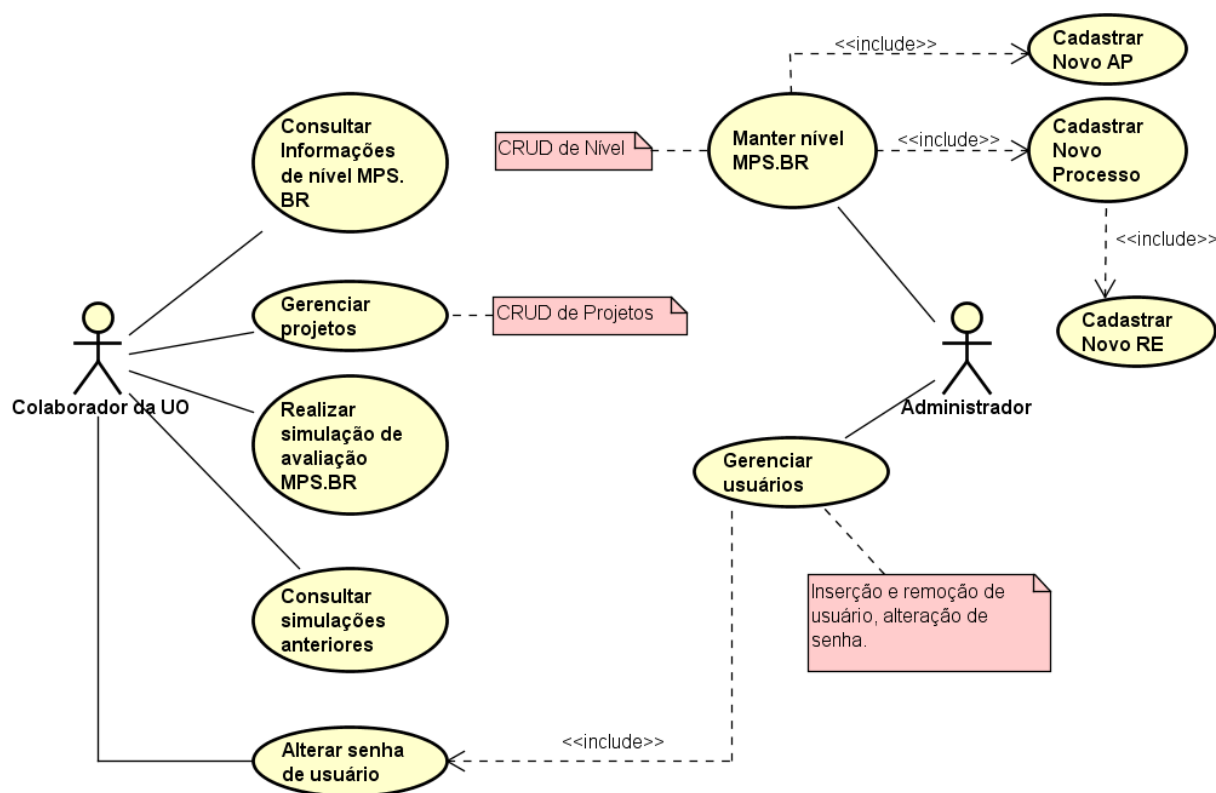 <<include>>
Cadastrar
Novo AP
Consultar
Informações
de nível MPS.
BR
CRUD de Nível
Manter nível
MPS.BR
<<include>>
Cadastrar
Novo
Processo
<<include>>
Gerenciar
projetos
CRUD de Projetos
Cadastrar
Novo RE
Colaborador da UO
Realizar
simulação de
avaliação
MPS.BR
Administrador
Gerenciar
usuários
Consultar
simulações
anteriores
Inserção e remoção de
usuário, alteração de
senha.
Alterar senha
de usuário
<<include>>